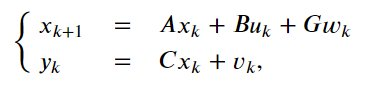 x_{k+1} = Ax_k + Bu_k + Gw_k
y_k = Cx_k + v_k,